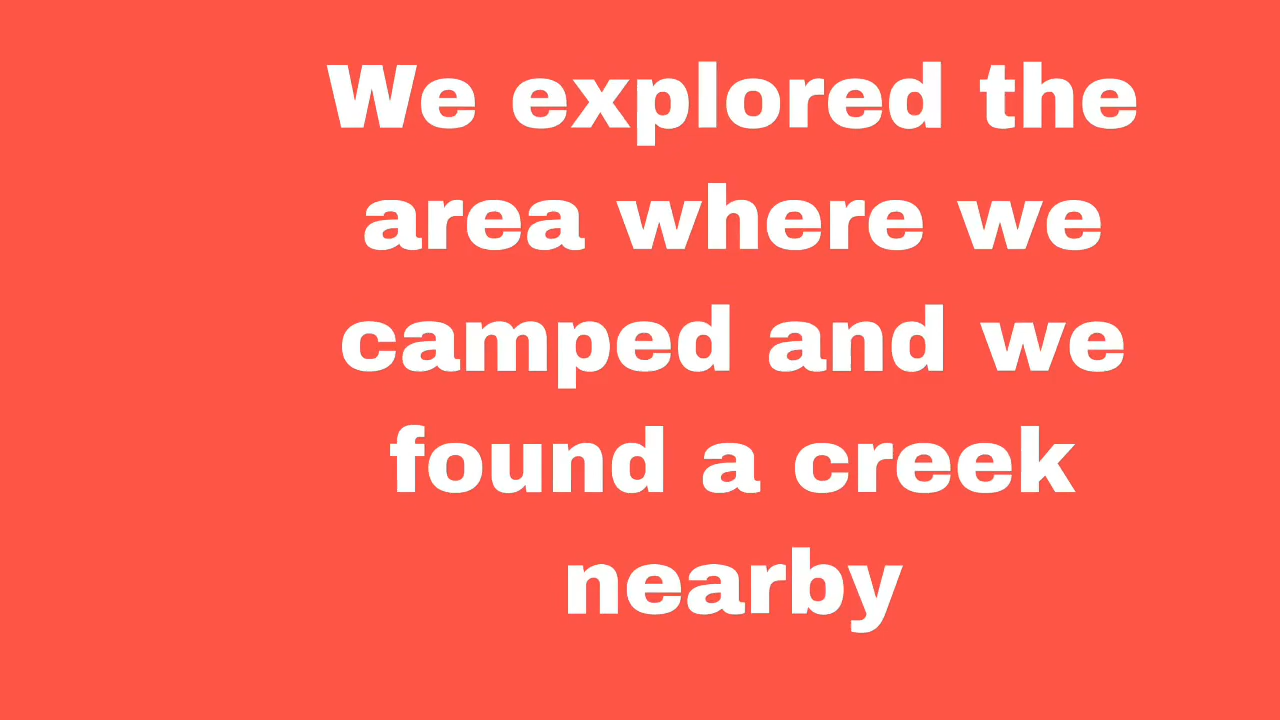 We explored the
area where we
camped and we
found a creek
nearby